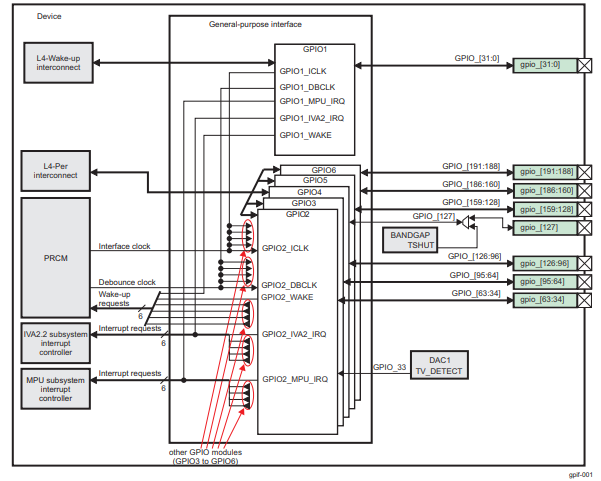 Device
General-purpose interface
GPIO1
L4-Wake-up
interconnect
GPIO_[31:0]
gpio_[31:0]
GPIO1_ICLK
GPIO1_DBCLK
GPIO1_MPU_IRQ
GPIO1_IVA2_IRQ
GPIO1_WAKE
L4-Per
interconnect
GPIO6
GPIO5
GPIO4
GPIO3
GPIO2
GPIO_[191:188]
gpio_[191:188]
GPIO_[186:160]
gpio_[186:160]
GPIO_[159:128]
gpio_[159:128]
GPIO_[127]
gpio_[127]
BANDGAP
TSHUT
PRCM
Interface clock
GPIO2_ICLK
GPIO_[126:96]
gpio_[126:96]
GPIO_[95:64]
gpio_[95:64]
GPIO_[63:34]
gpio_[63:34]
Debounce clock
GPIO2_DBCLK
Wake-up
requests
6
GPIO2_WAKE
IVA2.2 subsystem
interrupt
controller
Interrupt requests
6
GPIO2_IVA2_IRQ
MPU subsystem
interrupt
controller
Interrupt requests
6
GPIO2_MPU_IRQ
GPIO_33
DAC1
TV_DETECT
other GPIO modules
(GPIO3 to GPIO6)
gpif-001